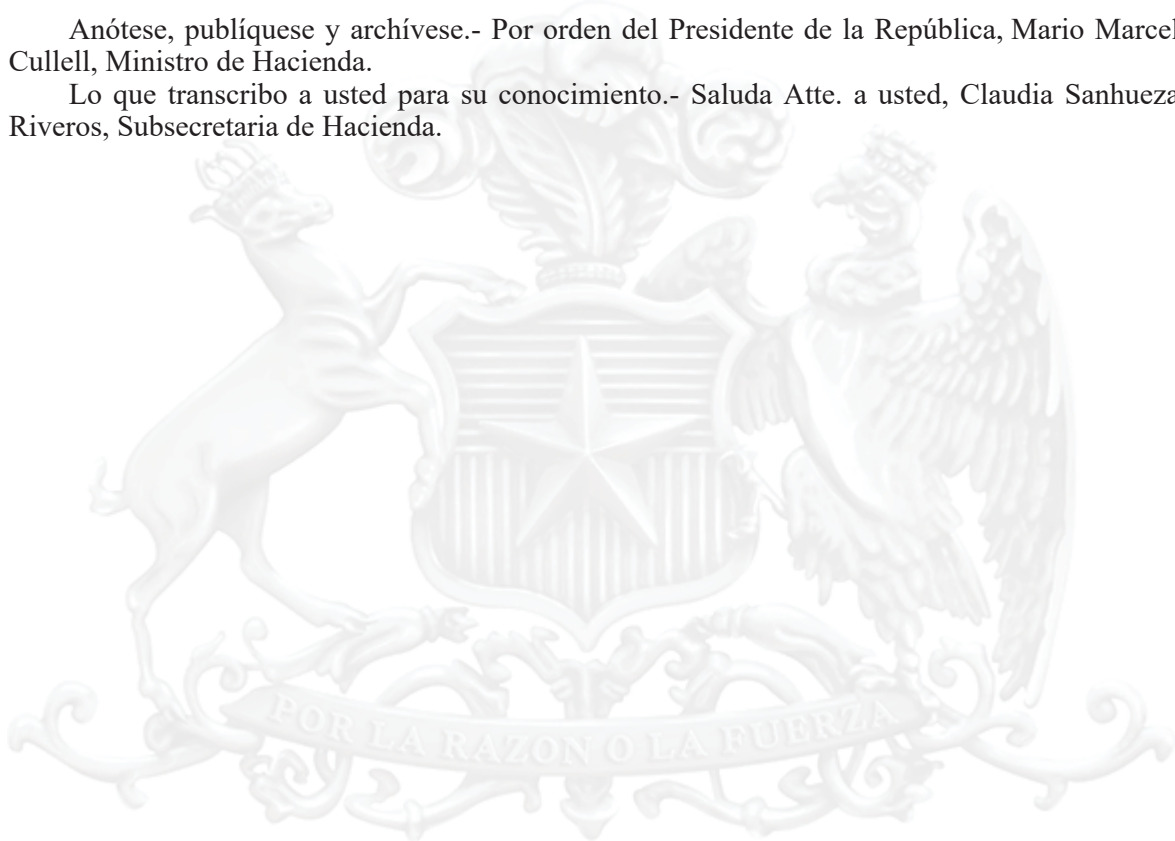 Anótese, publíquese y archívese.- Por orden del Presidente de la República, Mario Marcel
Cullell, Ministro de Hacienda.
Lo que transcribo a usted para su conocimiento.- Saluda Atte. a usted, Claudia Sanhueza
Riveros, Subsecretaria de Hacienda.
POR LA RAZON O LA FUERZA